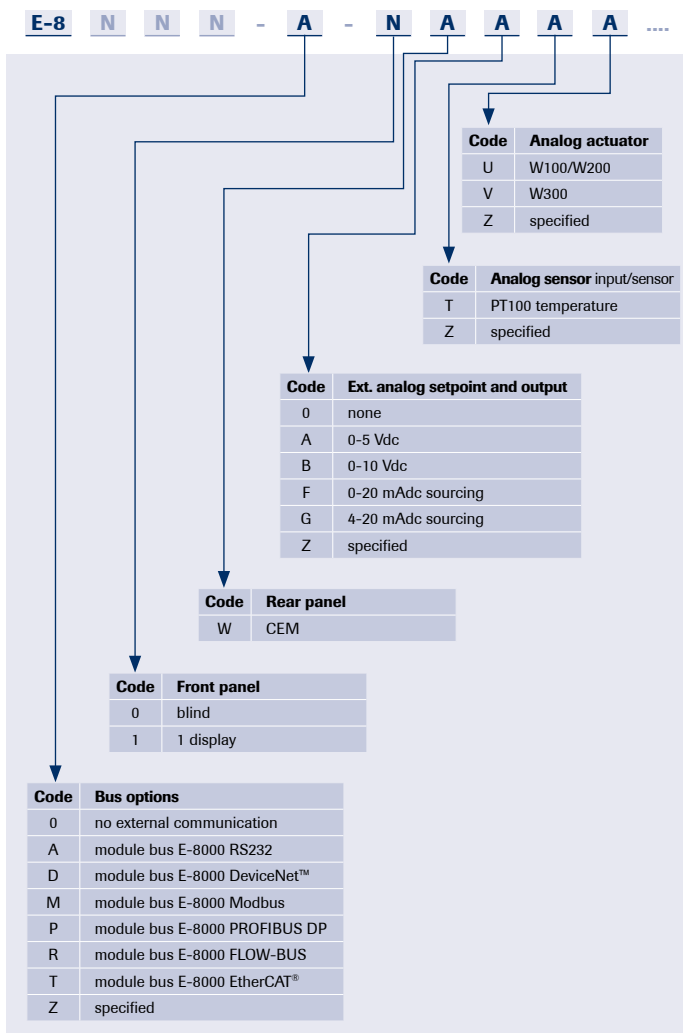 E-8 N N N - A - N A A A A ....
Code Analog actuator
U W100/W200
V W300
Z specified
Code Analog sensor input/sensor
T PT100 temperature
Z specified
Code Ext. analog setpoint and output
0 none
A 0-5 Vdc
B 0-10 Vdc
F 0-20 mAdc sourcing
G 4-20 mAdc sourcing
Z specified
Code Rear panel
W CEM
Code Front panel
0 blind
1 1 display
Code Bus options
0 no external communication
A module bus E-8000 RS232
D module bus E-8000 DeviceNet™
M module bus E-8000 Modbus
P module bus E-8000 PROFIBUS DP
R module bus E-8000 FLOW-BUS
T module bus E-8000 EtherCAT®
Z specified